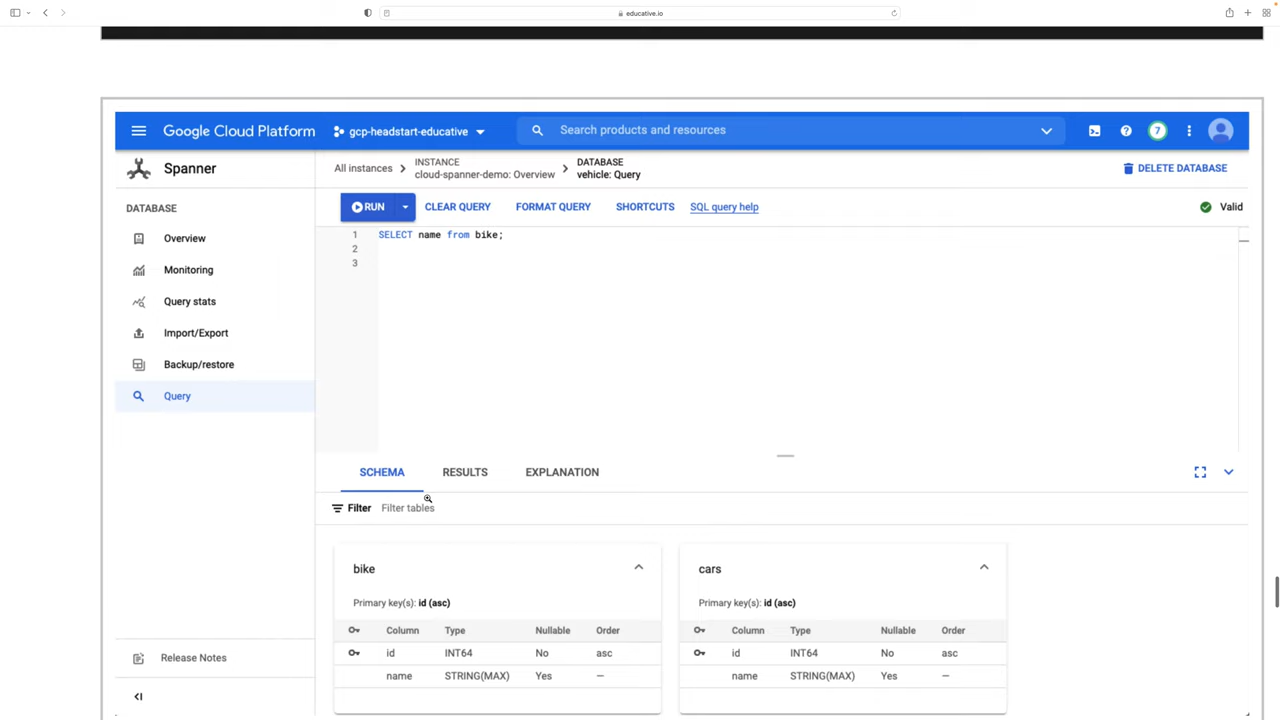 educative.io
Google Cloud Platform
gcp-headstart-educative
Search products and resources
7
Spanner
All instances
INSTANCE
cloud-spanner-demo: Overview
DATABASE
vehicle: Query
DELETE DATABASE
DATABASE
Overview
Monitoring
Query stats
Import/Export
Backup/restore
Query
Release Notes
RUN
CLEAR QUERY
FORMAT QUERY
SHORTCUTS
SQL query help
Valid
1 SELECT name from bike;
2
3
SCHEMA
RESULTS
EXPLANATION
Filter Filter tables
bike
Primary key(s): id (asc)
Column Type Nullable Order
id INT64 No asc
name STRING(MAX) Yes —
cars
Primary key(s): id (asc)
Column Type Nullable Order
id INT64 No asc
name STRING(MAX) Yes —